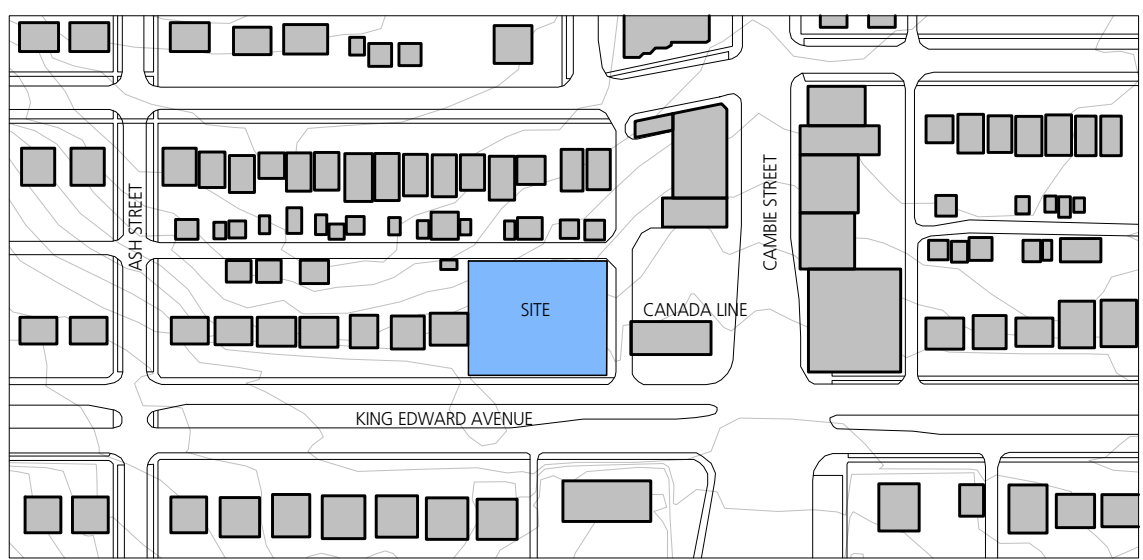 ASH STREET
CAMBIE STREET
SITE
CANADA LINE
KING EDWARD AVENUE